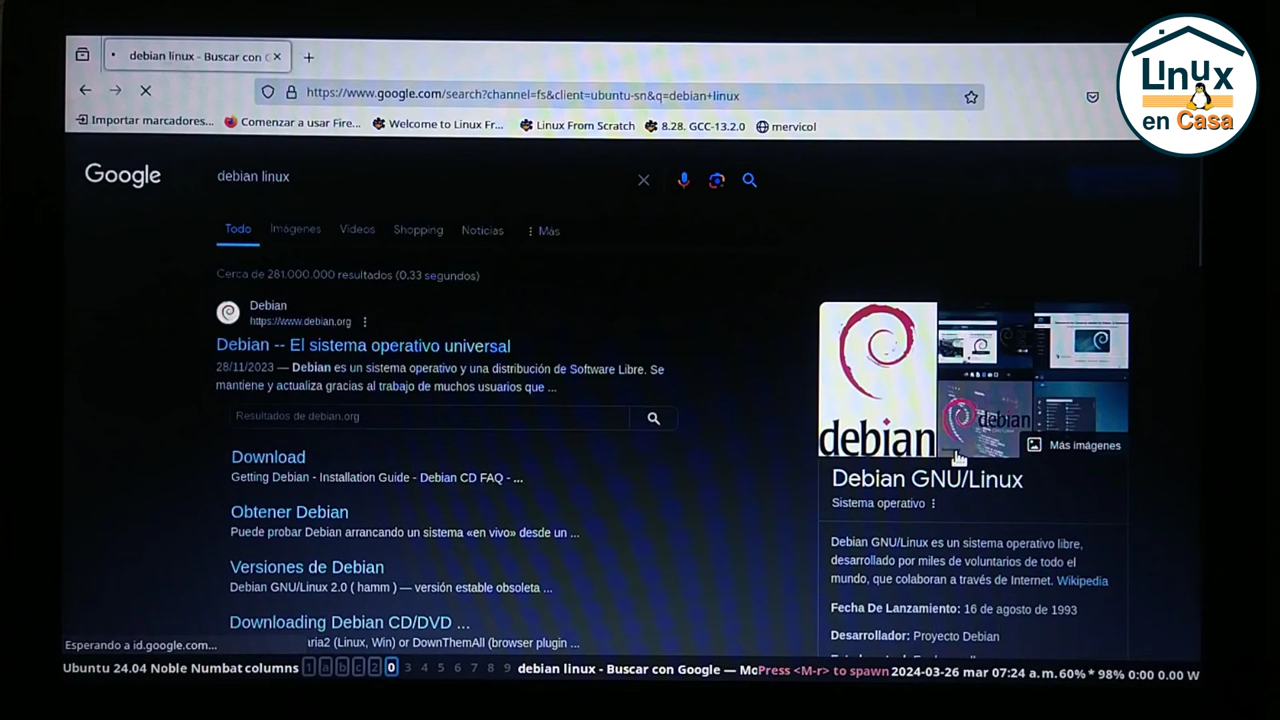 debian linux - Buscar con G
https://www.google.com/search?channel=fs&client=ubuntu-sn&q=debian+linux
Importar marcadores...
Comenzar a usar Fire...
Welcome to Linux Fr...
Linux From Scratch
8.28. GCC-13.2.0
mervicol
Linux
en Casa
Google
debian linux
Todo
Imágenes
Videos
Shopping
Noticias
Más
Cerca de 281.000.000 resultados (0.33 segundos)
Debian
https://www.debian.org
Debian -- El sistema operativo universal
28/11/2023 — Debian es un sistema operativo y una distribución de Software Libre. Se
mantiene y actualiza gracias al trabajo de muchos usuarios que ...
Resultados de debian.org
Download
Getting Debian - Installation Guide - Debian CD FAQ - ...
Obtener Debian
Puede probar Debian arrancando un sistema «en vivo» desde un ...
Versiones de Debian
Debian GNU/Linux 2.0 ( hamm ) — versión estable obsoleta ...
Downloading Debian CD/DVD ...
uria2 (Linux, Win) or DownThemAll (browser plugin ...
debian
debian
Más imágenes
Debian GNU/Linux
Sistema operativo
Debian GNU/Linux es un sistema operativo libre,
desarrollado por miles de voluntarios de todo el
mundo, que colaboran a través de Internet. Wikipedia
Fecha De Lanzamiento: 16 de agosto de 1993
Desarrollador: Proyecto Debian
Esperando a id.google.com...
Ubuntu 24.04 Noble Numbat columns 1 a b c 2 0 3 4 5 6 7 8 9 debian linux - Buscar con Google — Mo Press <M-r> to spawn 2024-03-26 mar 07:24 a.m. 60% * 98% 0:00 0.00 W